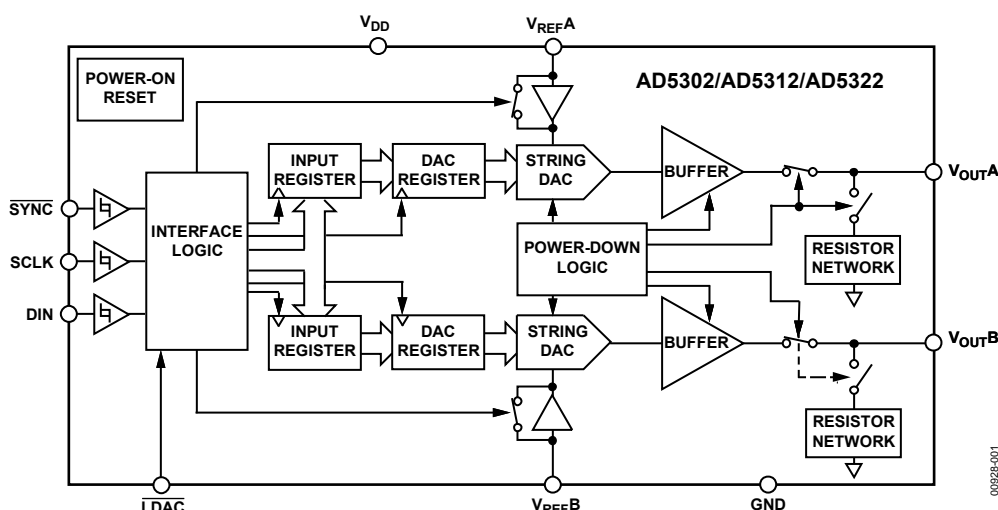 VDD
VREFA
POWER-ON
RESET
AD5302/AD5312/AD5322
INPUT
REGISTER
DAC
REGISTER
STRING
DAC
BUFFER
VOUTA
SYNC
SCLK
DIN
INTERFACE
LOGIC
POWER-DOWN
LOGIC
RESISTOR
NETWORK
INPUT
REGISTER
DAC
REGISTER
STRING
DAC
BUFFER
VOUTB
RESISTOR
NETWORK
LDAC
VREFB
GND
00928-001